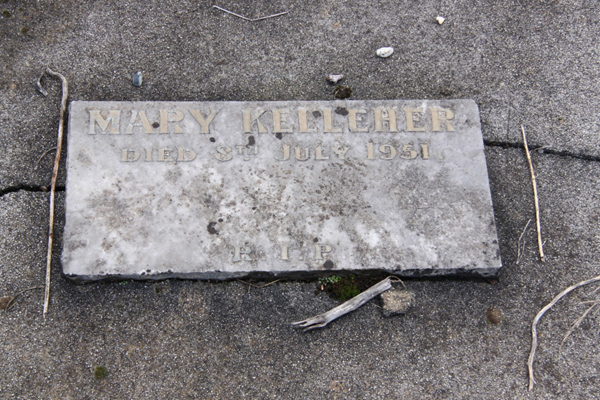 MARY KELLEHER
DIED 8TH JULY 1951
R.I.P.